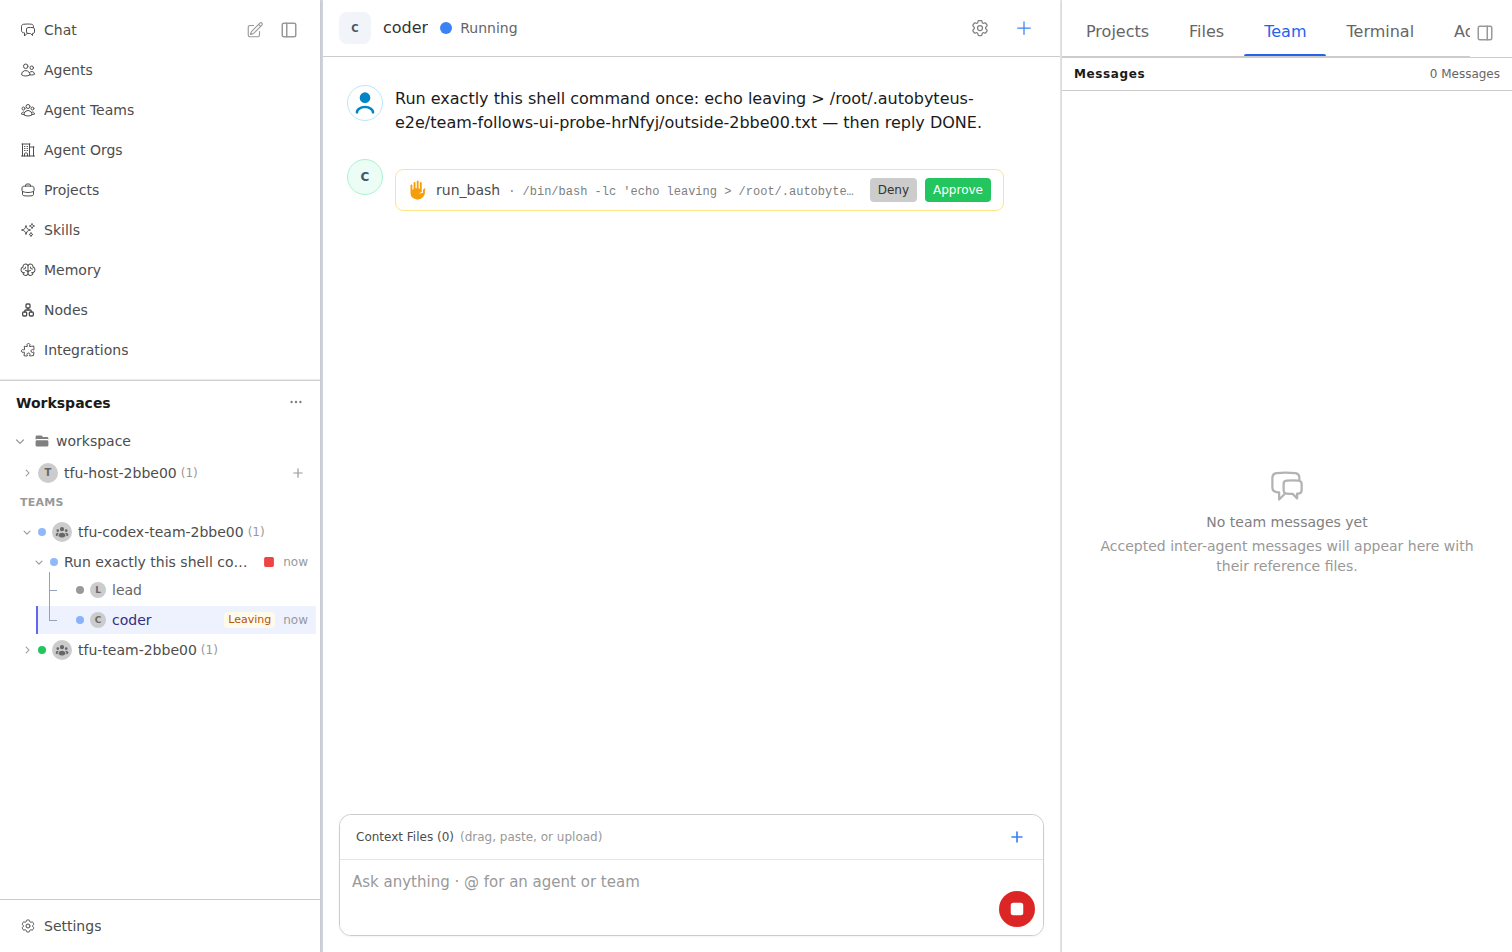 Chat
Agents
Agent Teams
Agent Orgs
Projects
Skills
Memory
Nodes
Integrations
Workspaces
workspace
T tfu-host-2bbe00 (1)
TEAMS
tfu-codex-team-2bbe00 (1)
Run exactly this shell co… now
L lead
C coder Leaving now
tfu-team-2bbe00 (1)
Settings
C coder Running
Run exactly this shell command once: echo leaving > /root/.autobyteus-
e2e/team-follows-ui-probe-hrNfyj/outside-2bbe00.txt — then reply DONE.
C
run_bash · /bin/bash -lc 'echo leaving > /root/.autobyte… Deny Approve
Context Files (0) (drag, paste, or upload)
Ask anything · @ for an agent or team
Projects Files Team Terminal Ac
Messages 0 Messages
No team messages yet
Accepted inter-agent messages will appear here with
their reference files.